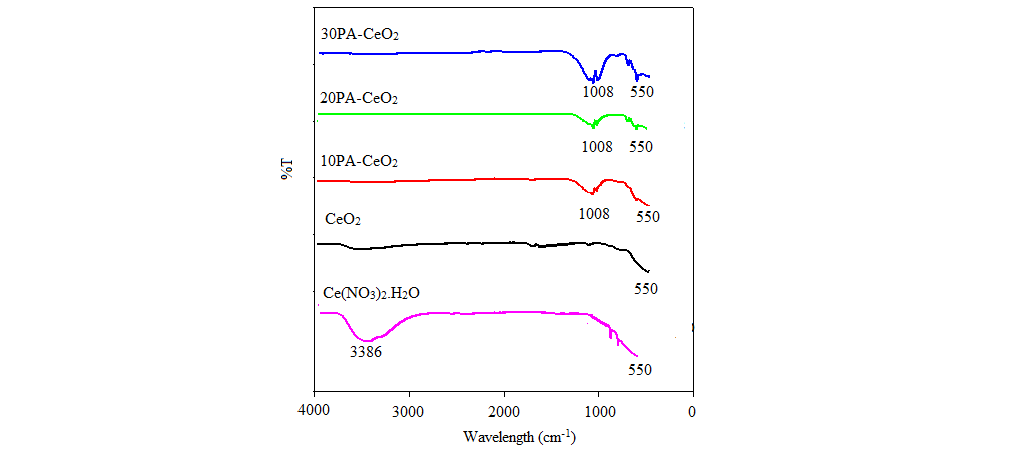 30PA-CeO₂
1008 550
20PA-CeO₂
1008 550
%T
10PA-CeO₂
1008 550
CeO₂
550
Ce(NO₃)₂.H₂O
3386
550
4000 3000 2000 1000 0
Wavelength (cm⁻¹)